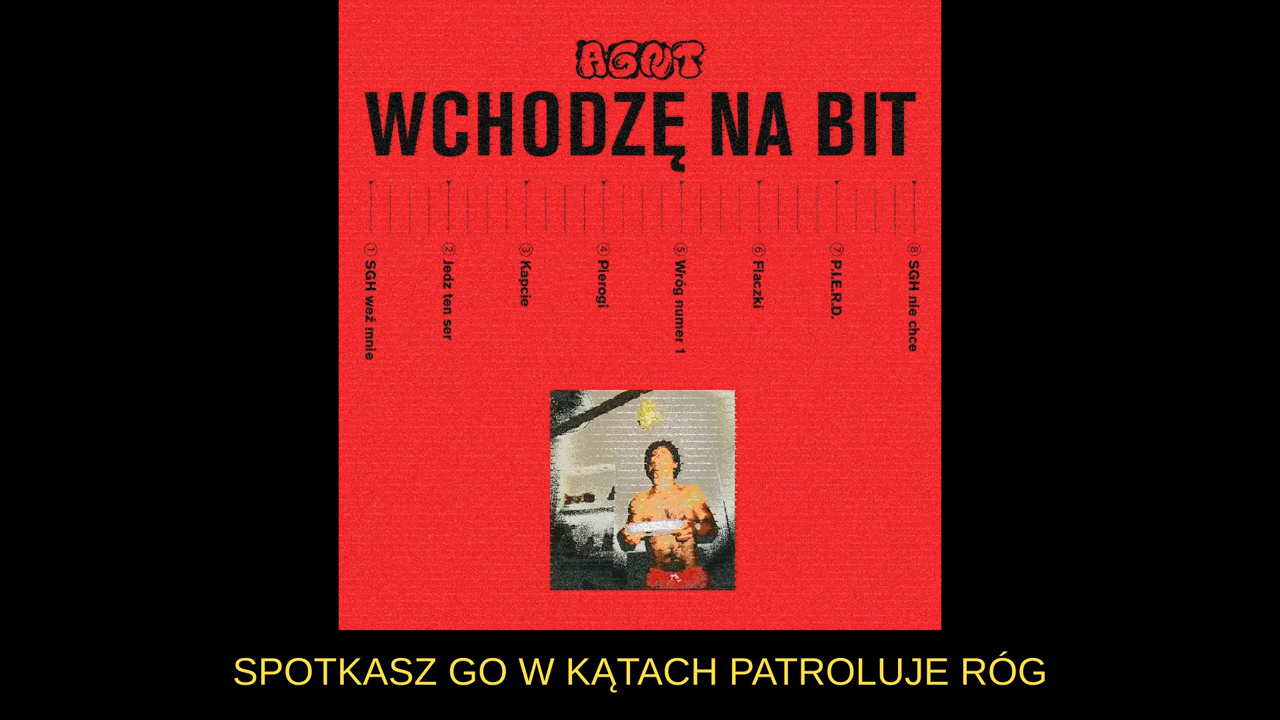 AGNT
WCHODZĘ NA BIT
① SGH weź mnie
② Jedz ten ser
③ Kapcie
④ Pierogi
⑤ Wróg numer 1
⑥ Flaczki
⑦ P.I.E.R.D.
⑧ SGH nie chce
SPOTKASZ GO W KĄTACH PATROLUJE RÓG